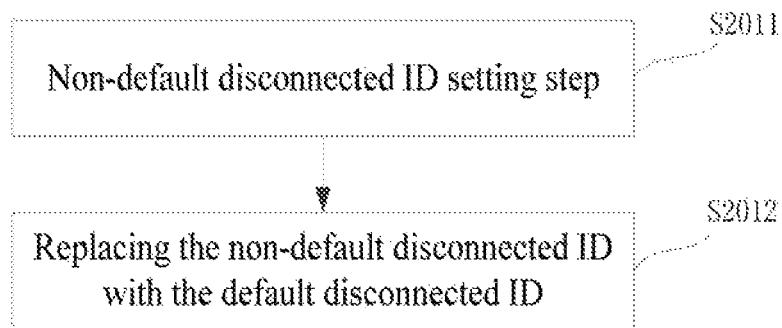 S2011
Non-default disconnected ID setting step
S2012
Replacing the non-default disconnected ID
with the default disconnected ID